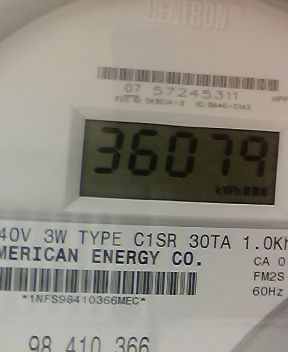 CENTRON®
07 57245311
36079
kWh
40V 3W TYPE C1SR 30TA 1.0Kh
MERICAN ENERGY CO.
CA 0
FM2S
*1NFS98410366MEC*
60Hz
98 410 366